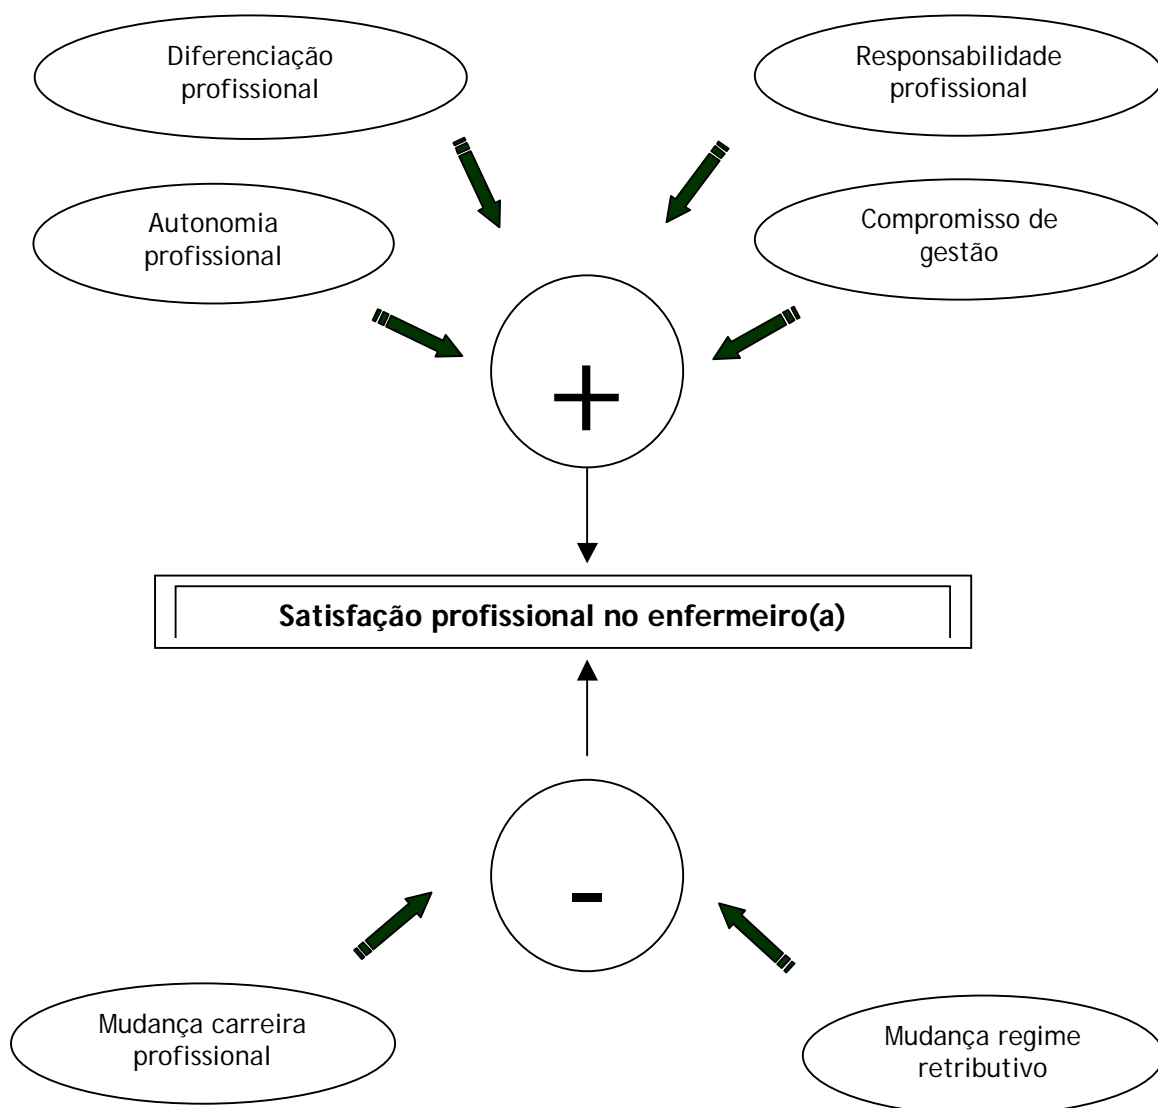 Diferenciação
profissional
Responsabilidade
profissional
Autonomia
profissional
Compromisso de
gestão
+
Satisfação profissional no enfermeiro(a)
-
Mudança carreira
profissional
Mudança regime
retributivo